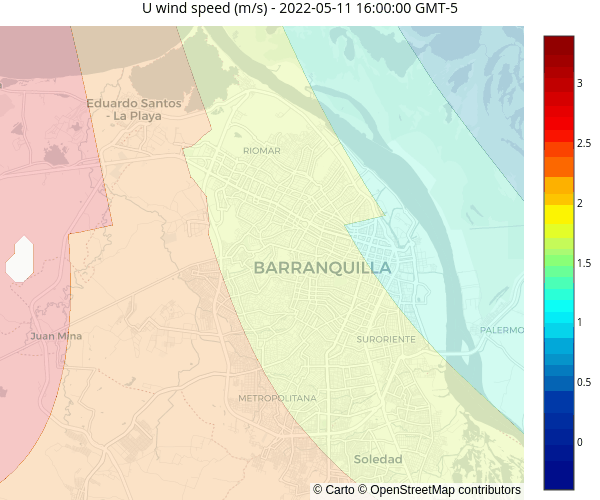 U wind speed (m/s) - 2022-05-11 16:00:00 GMT-5
Eduardo Santos
- La Playa
RIOMAR
BARRANQUILLA
Juan Mina
SURORIENTE
PALERMO
METROPOLITANA
Soledad
© Carto © OpenStreetMap contributors
3
2.5
2
1.5
1
0.5
0